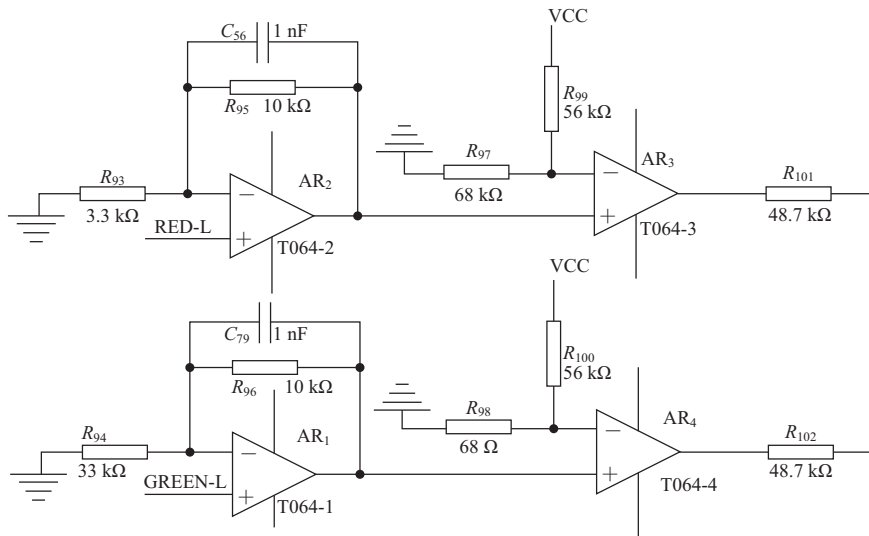 C56 1 nF
VCC
R95 10 kΩ
R99
56 kΩ
R93
AR2
R97
AR3
R101
3.3 kΩ
68 kΩ
48.7 kΩ
RED-L
T064-2
T064-3
VCC
C79 1 nF
R96 10 kΩ
R100
56 kΩ
R94
AR1
R98
AR4
R102
33 kΩ
68 Ω
48.7 kΩ
GREEN-L
T064-1
T064-4